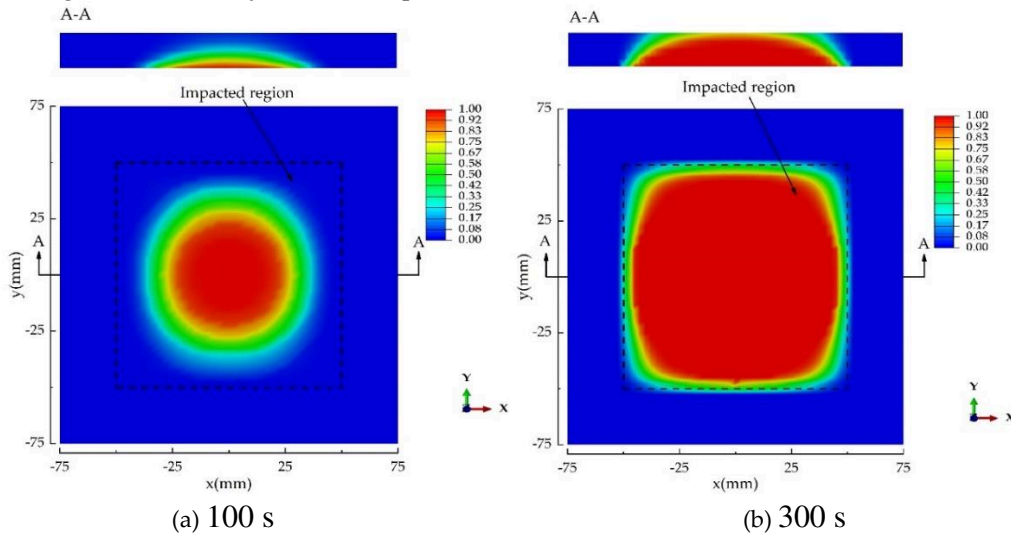 A-A
Impacted region
75
25
-25
-75
y(mm)
A
A
1.00
0.92
0.83
0.75
0.67
0.58
0.50
0.42
0.33
0.25
0.17
0.08
0.00
Y
X
-75
-25
25
75
x(mm)
(a) 100 s
A-A
Impacted region
75
25
-25
-75
y(mm)
A
A
1.00
0.92
0.83
0.75
0.67
0.58
0.50
0.42
0.33
0.25
0.17
0.08
0.00
Y
X
-75
-25
25
75
x(mm)
(b) 300 s